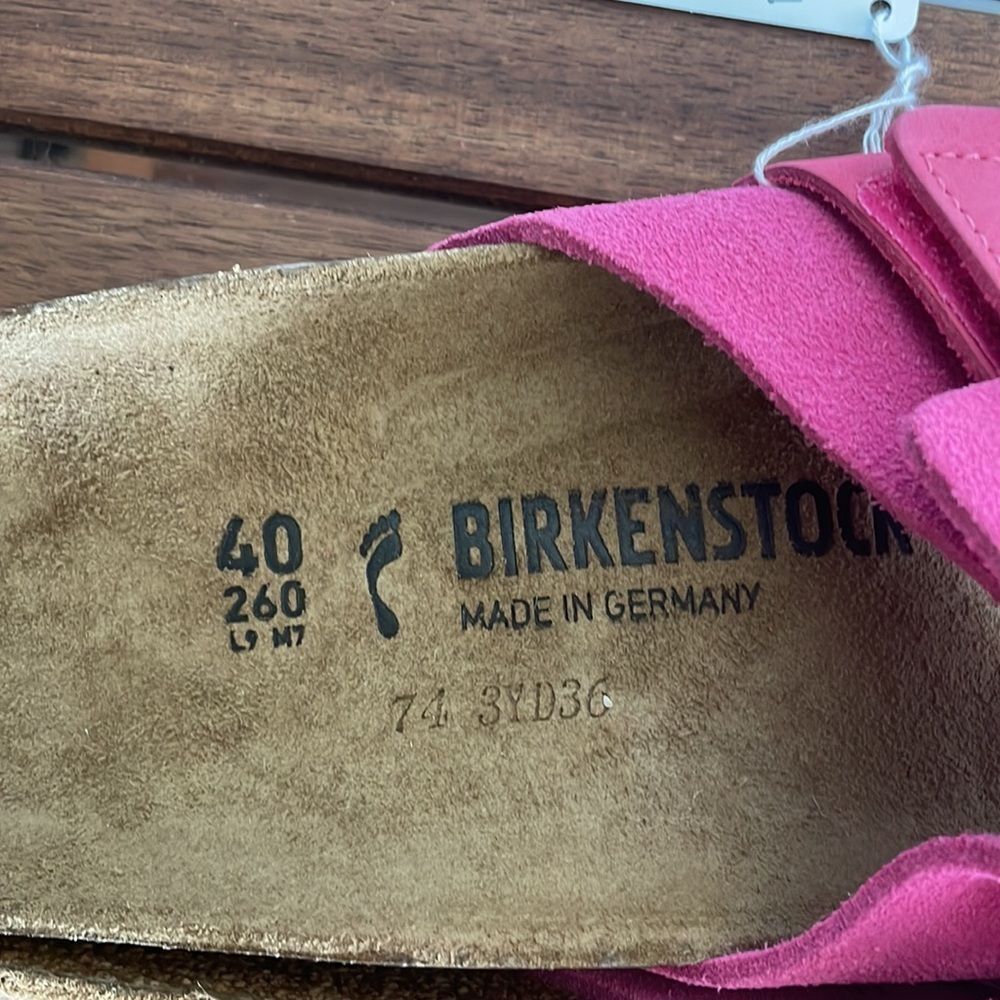 40
260
L9 M7
BIRKENSTOCK
MADE IN GERMANY
74 3YD36